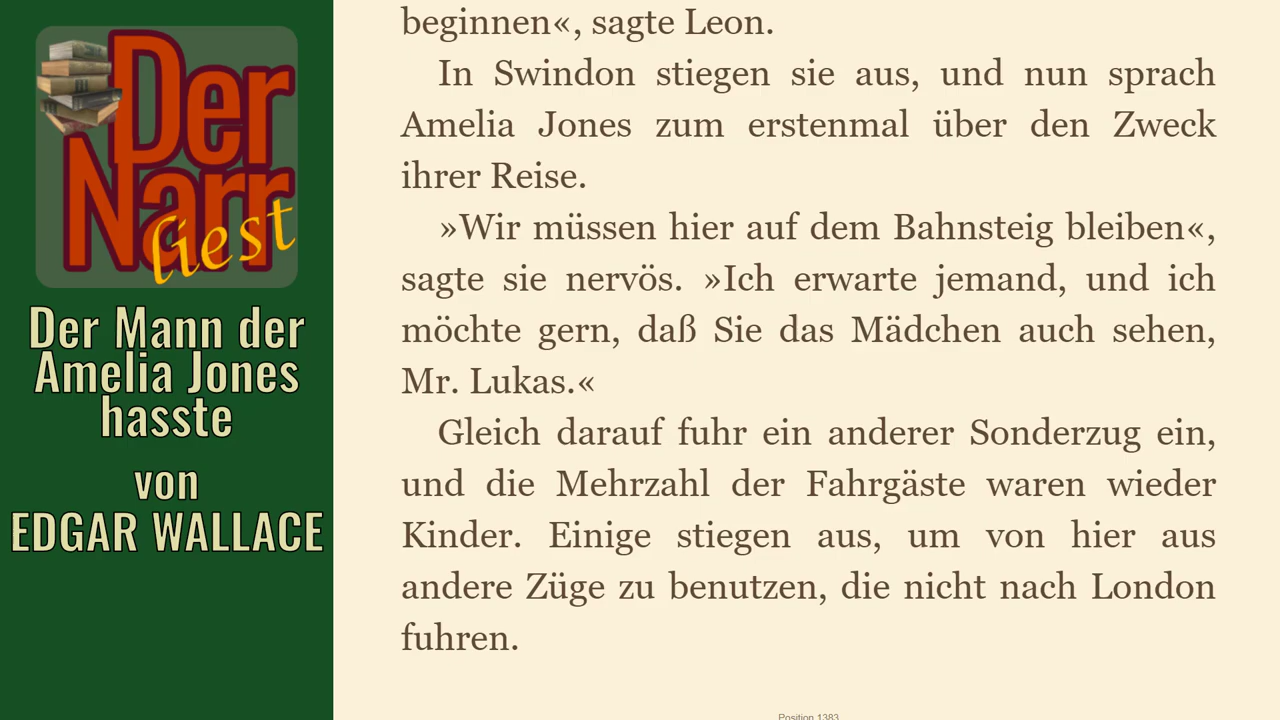 Der
Narr
liest
Der Mann der
Amelia Jones
hasste
von
EDGAR WALLACE
beginnen«, sagte Leon.
In Swindon stiegen sie aus, und nun sprach
Amelia Jones zum erstenmal über den Zweck
ihrer Reise.
»Wir müssen hier auf dem Bahnsteig bleiben«,
sagte sie nervös. »Ich erwarte jemand, und ich
möchte gern, daß Sie das Mädchen auch sehen,
Mr. Lukas.«
Gleich darauf fuhr ein anderer Sonderzug ein,
und die Mehrzahl der Fahrgäste waren wieder
Kinder. Einige stiegen aus, um von hier aus
andere Züge zu benutzen, die nicht nach London
fuhren.
Position 1383